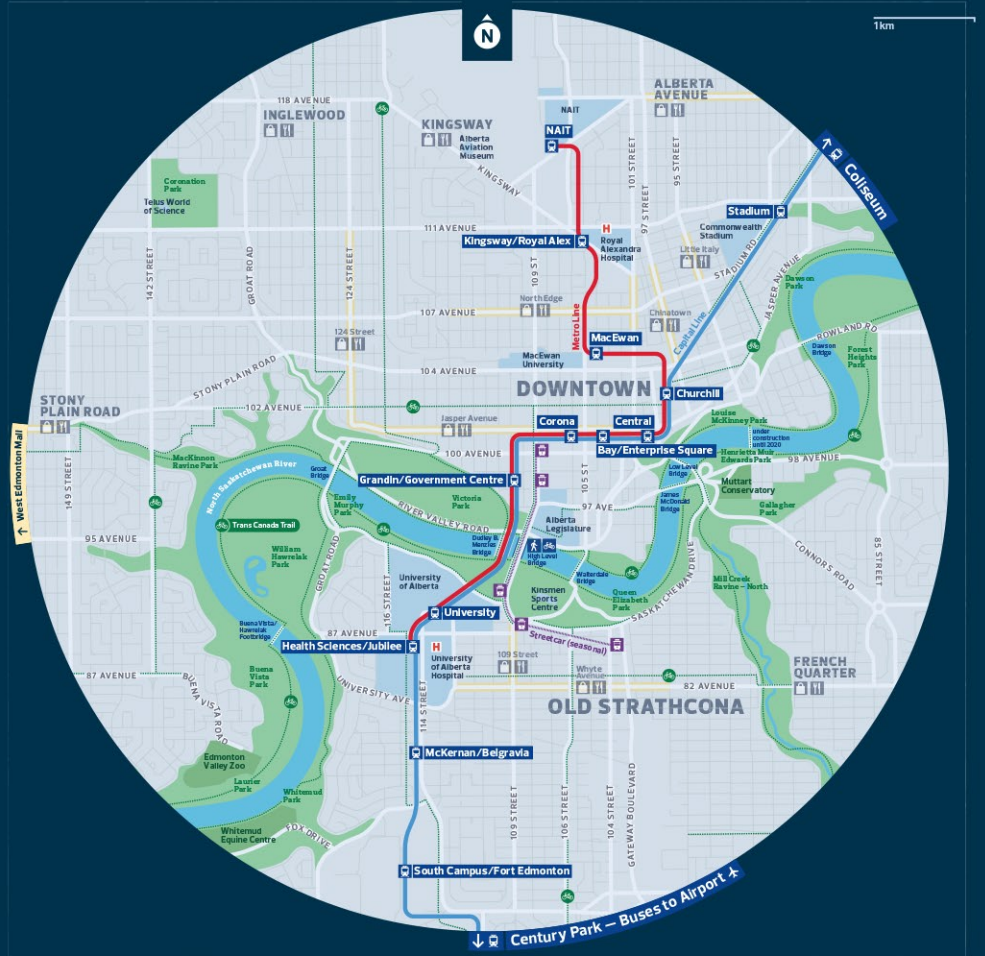 N
1km
ALBERTA
AVENUE
118 AVENUE
INGLEWOOD
NAIT
KINGSWAY
NAIT
Alberta
Aviation
Museum
KINGSWAY
101 STREET
95 STREET
97 STREET
Coliseum
Coronation
Park
Telus World
of Science
Stadium
Commonwealth
Stadium
111 AVENUE
Kingsway/Royal Alex
H
Royal
Alexandra
Hospital
Little Italy
STADIUM RD
142 STREET
GROAT ROAD
124 STREET
109 ST
JASPER AVENUE
Dawson
Park
North Edge
107 AVENUE
Metro Line
Chinatown
Capital Line
ROWLAND RD
124 Street
MacEwan
Dawson
Bridge
Forest
Heights
Park
MacEwan
University
STONY PLAIN ROAD
104 AVENUE
DOWNTOWN
Churchill
STONY
PLAIN ROAD
102 AVENUE
Jasper Avenue
Corona
Central
Louise
McKinney Park
under
construction
until 2020
Bay/Enterprise Square
100 AVENUE
Henrietta Muir
Edwards Park
98 AVENUE
West Edmonton Mall
149 STREET
MacKinnon
Ravine Park
North Saskatchewan River
Groat
Bridge
Grandin/Government Centre
105 ST
Low Level
Bridge
Muttart
Conservatory
Emily
Murphy
Park
Victoria
Park
James
McDonald
Bridge
97 AVE
Gallagher
Park
RIVER VALLEY ROAD
Alberta
Legislature
Trans Canada Trail
95 AVENUE
Dudley B.
Menzies
Bridge
High Level
Bridge
CONNORS ROAD
85 STREET
William
Hawrelak
Park
GROAT ROAD
University
of Alberta
116 STREET
Walterdale
Bridge
Kinsmen
Sports
Centre
Queen
Elizabeth
Park
SASKATCHEWAN DRIVE
Mill Creek
Ravine – North
University
Buena Vista/
Hawrelak
Footbridge
87 AVENUE
Streetcar (seasonal)
Health Sciences/Jubilee
H
University
of Alberta
Hospital
109 Street
Whyte
Avenue
FRENCH
QUARTER
87 AVENUE
Buena
Vista
Park
BUENA VISTA ROAD
UNIVERSITY AVE
114 STREET
82 AVENUE
OLD STRATHCONA
McKernan/Belgravia
Edmonton
Valley Zoo
Laurier
Park
Whitemud
Park
109 STREET
106 STREET
104 STREET
GATEWAY BOULEVARD
Whitemud
Equine Centre
FOX DRIVE
South Campus/Fort Edmonton
Century Park – Buses to Airport